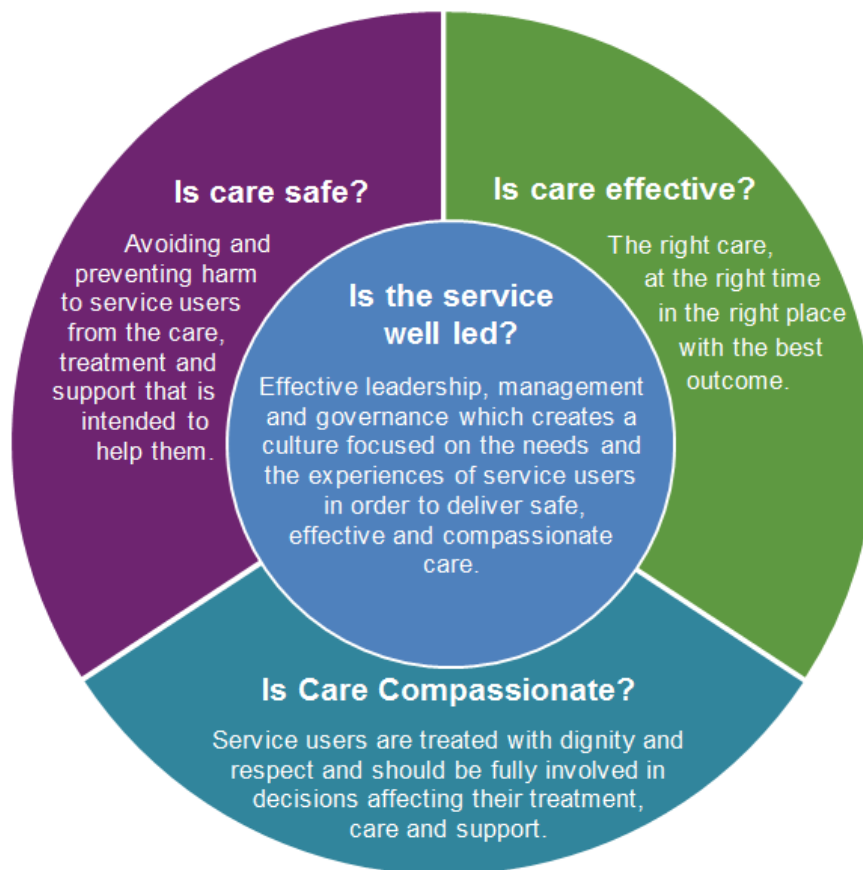 Is care safe?
Avoiding and
preventing harm
to service users
from the care,
treatment and
support that is
intended to
help them.
Is care effective?
The right care,
at the right time
in the right place
with the best
outcome.
Is the service
well led?
Effective leadership, management
and governance which creates a
culture focused on the needs and
the experiences of service users
in order to deliver safe,
effective and compassionate
care.
Is Care Compassionate?
Service users are treated with dignity and
respect and should be fully involved in
decisions affecting their treatment,
care and support.